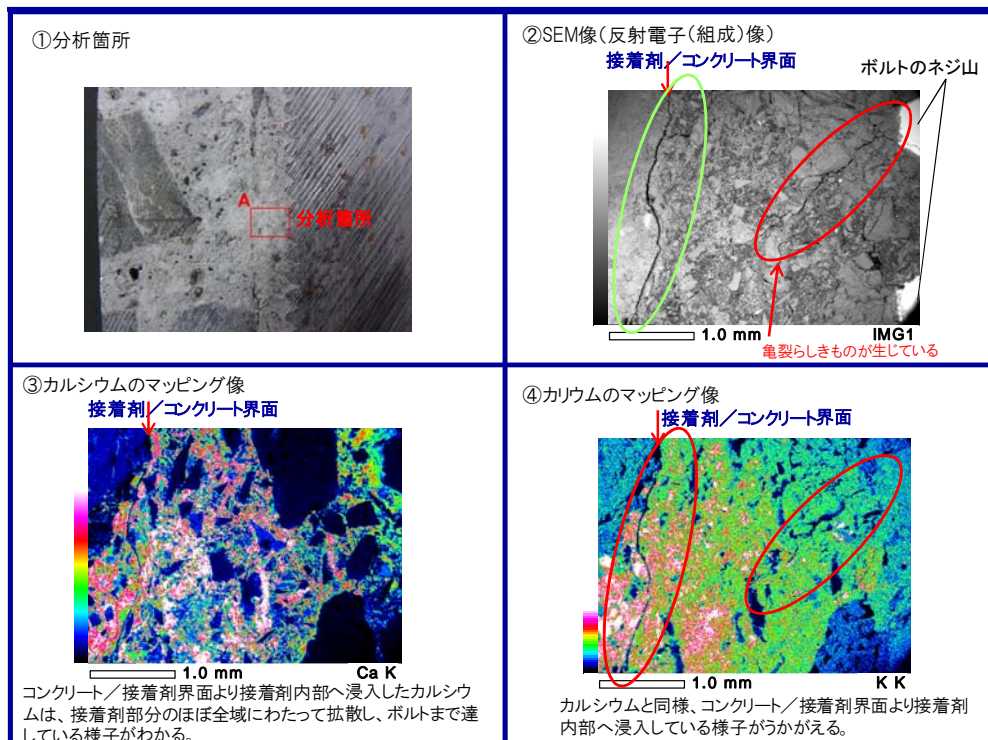 ①分析箇所
A
分析箇所
②SEM像(反射電子(組成)像)
接着剤/コンクリート界面
ボルトのネジ山
1.0 mm
IMG1
亀裂らしきものが生じている
③カルシウムのマッピング像
接着剤/コンクリート界面
1.0 mm
Ca K
コンクリート/接着剤界面より接着剤内部へ浸入したカルシウ
ムは、接着剤部分のほぼ全域にわたって拡散し、ボルトまで達
している様子がわかる。
④カリウムのマッピング像
接着剤/コンクリート界面
1.0 mm
K K
カルシウムと同様、コンクリート/接着剤界面より接着剤
内部へ浸入している様子がうかがえる。